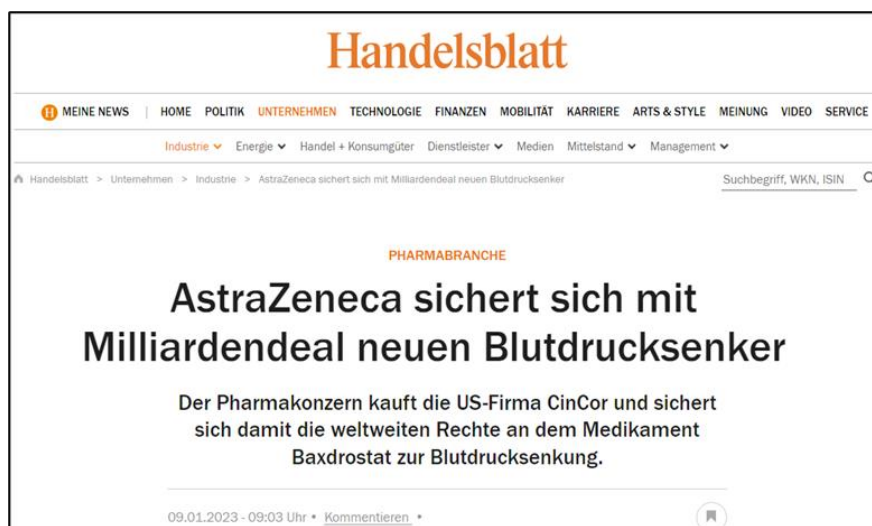 Handelsblatt
H MEINE NEWS | HOME POLITIK UNTERNEHMEN TECHNOLOGIE FINANZEN MOBILITÄT KARRIERE ARTS & STYLE MEINUNG VIDEO SERVICE
Industrie Energie Handel + Konsumgüter Dienstleister Medien Mittelstand Management
Handelsblatt > Unternehmen > Industrie > AstraZeneca sichert sich mit Milliardendeal neuen Blutdrucksenker Suchbegriff, WKN, ISIN
PHARMABRANCHE
AstraZeneca sichert sich mit
Milliardendeal neuen Blutdrucksenker
Der Pharmakonzern kauft die US-Firma CinCor und sichert
sich damit die weltweiten Rechte an dem Medikament
Baxdrostat zur Blutdrucksenkung.
09.01.2023 - 09:03 Uhr • Kommentieren •